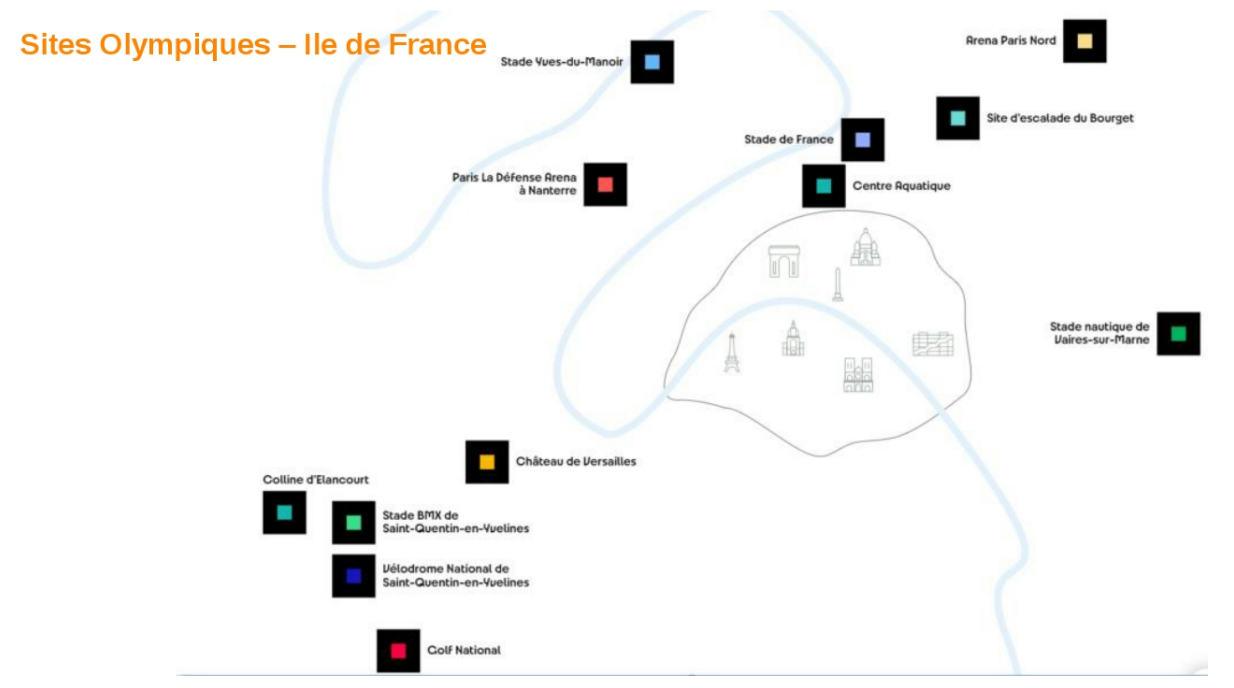 Sites Olympiques – Ile de France
Stade Yves-du-Manoir
Arena Paris Nord
Site d'escalade du Bourget
Stade de France
Paris La Défense Arena
à Nanterre
Centre Aquatique
Stade nautique de
Vaires-sur-Marne
Château de Versailles
Colline d'Elancourt
Stade BMX de
Saint-Quentin-en-Yvelines
Vélodrome National de
Saint-Quentin-en-Yvelines
Golf National